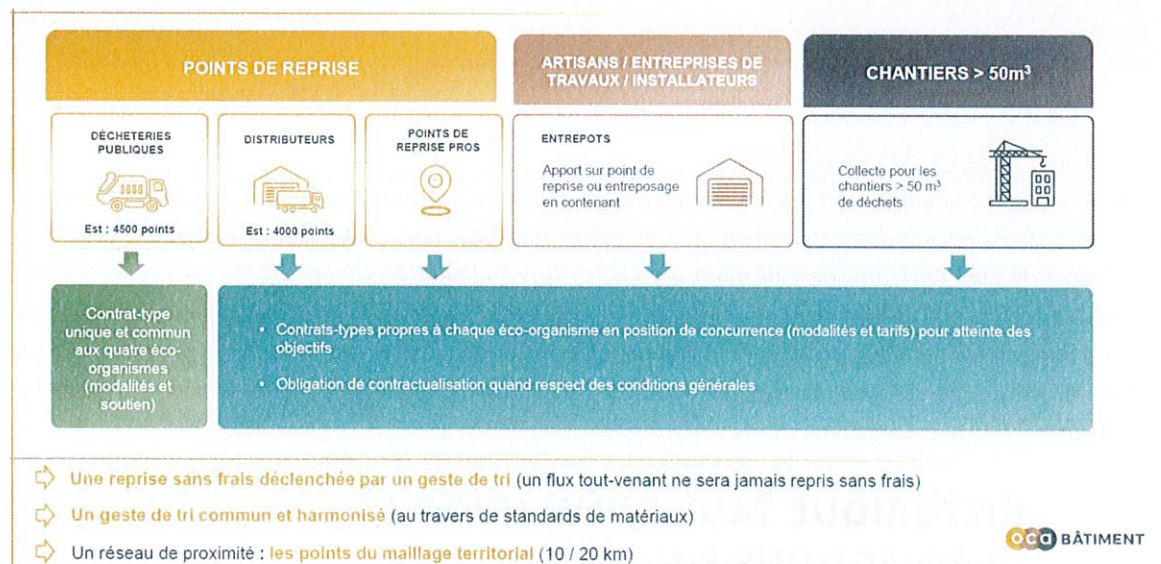 POINTS DE REPRISE
ARTISANS / ENTREPRISES DE
TRAVAUX / INSTALLATEURS
CHANTIERS > 50m³
DÉCHETERIES
PUBLIQUES
Est : 4500 points
DISTRIBUTEURS
Est : 4000 points
POINTS DE
REPRISE PROS
ENTREPOTS
Apport sur point de
reprise ou entreposage
en contenant
Collecte pour les
chantiers > 50 m³
de déchets
Contrat-type
unique et commun
aux quatre éco-
organismes
(modalités et
soutien)
• Contrats-types propres à chaque éco-organisme en position de concurrence (modalités et tarifs) pour atteinte des
objectifs
• Obligation de contractualisation quand respect des conditions générales
Une reprise sans frais déclenchée par un geste de tri (un flux tout-venant ne sera jamais repris sans frais)
Un geste de tri commun et harmonisé (au travers de standards de matériaux)
Un réseau de proximité : les points du maillage territorial (10 / 20 km)
oca BÂTIMENT